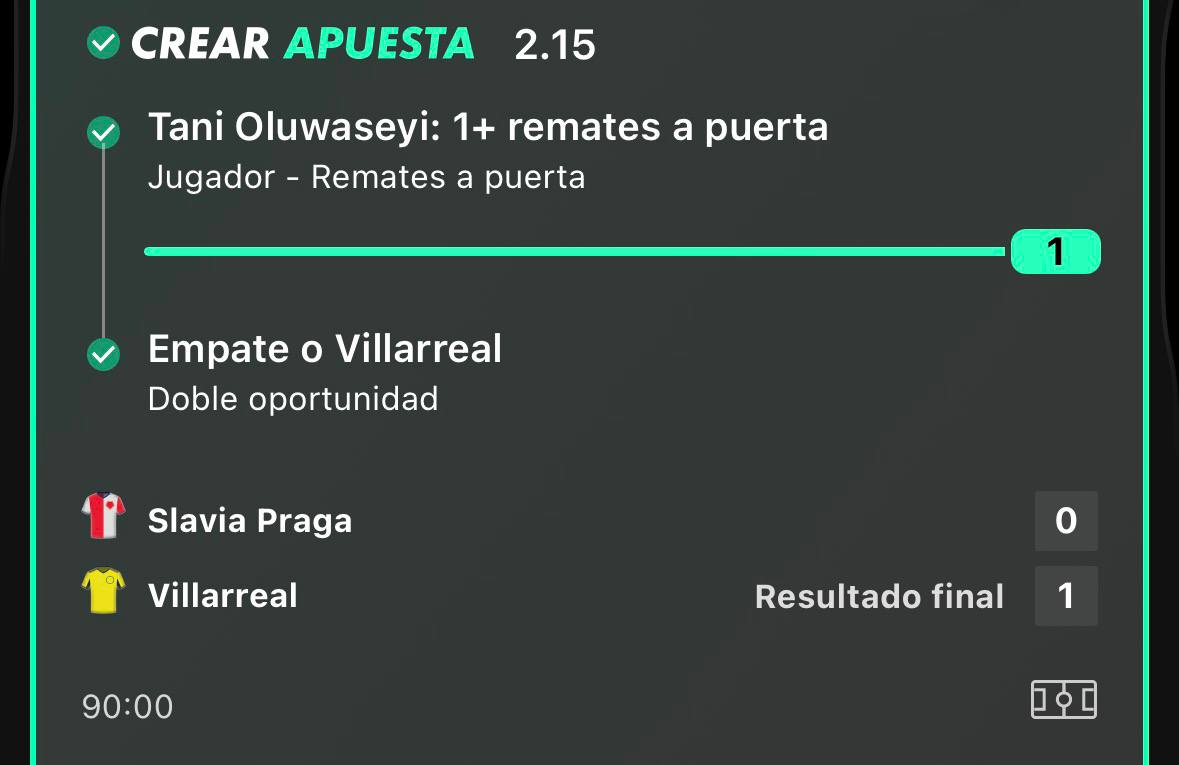 CREAR APUESTA 2.15
Tani Oluwaseyi: 1+ remates a puerta
Jugador - Remates a puerta
1
Empate o Villarreal
Doble oportunidad
Slavia Praga 0
Villarreal Resultado final 1
90:00